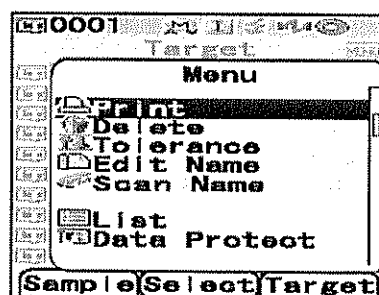 0001
Target
Menu
Print
Delete
Tolerance
Edit Name
Scan Name
List
Data Protect
Sample Select Target